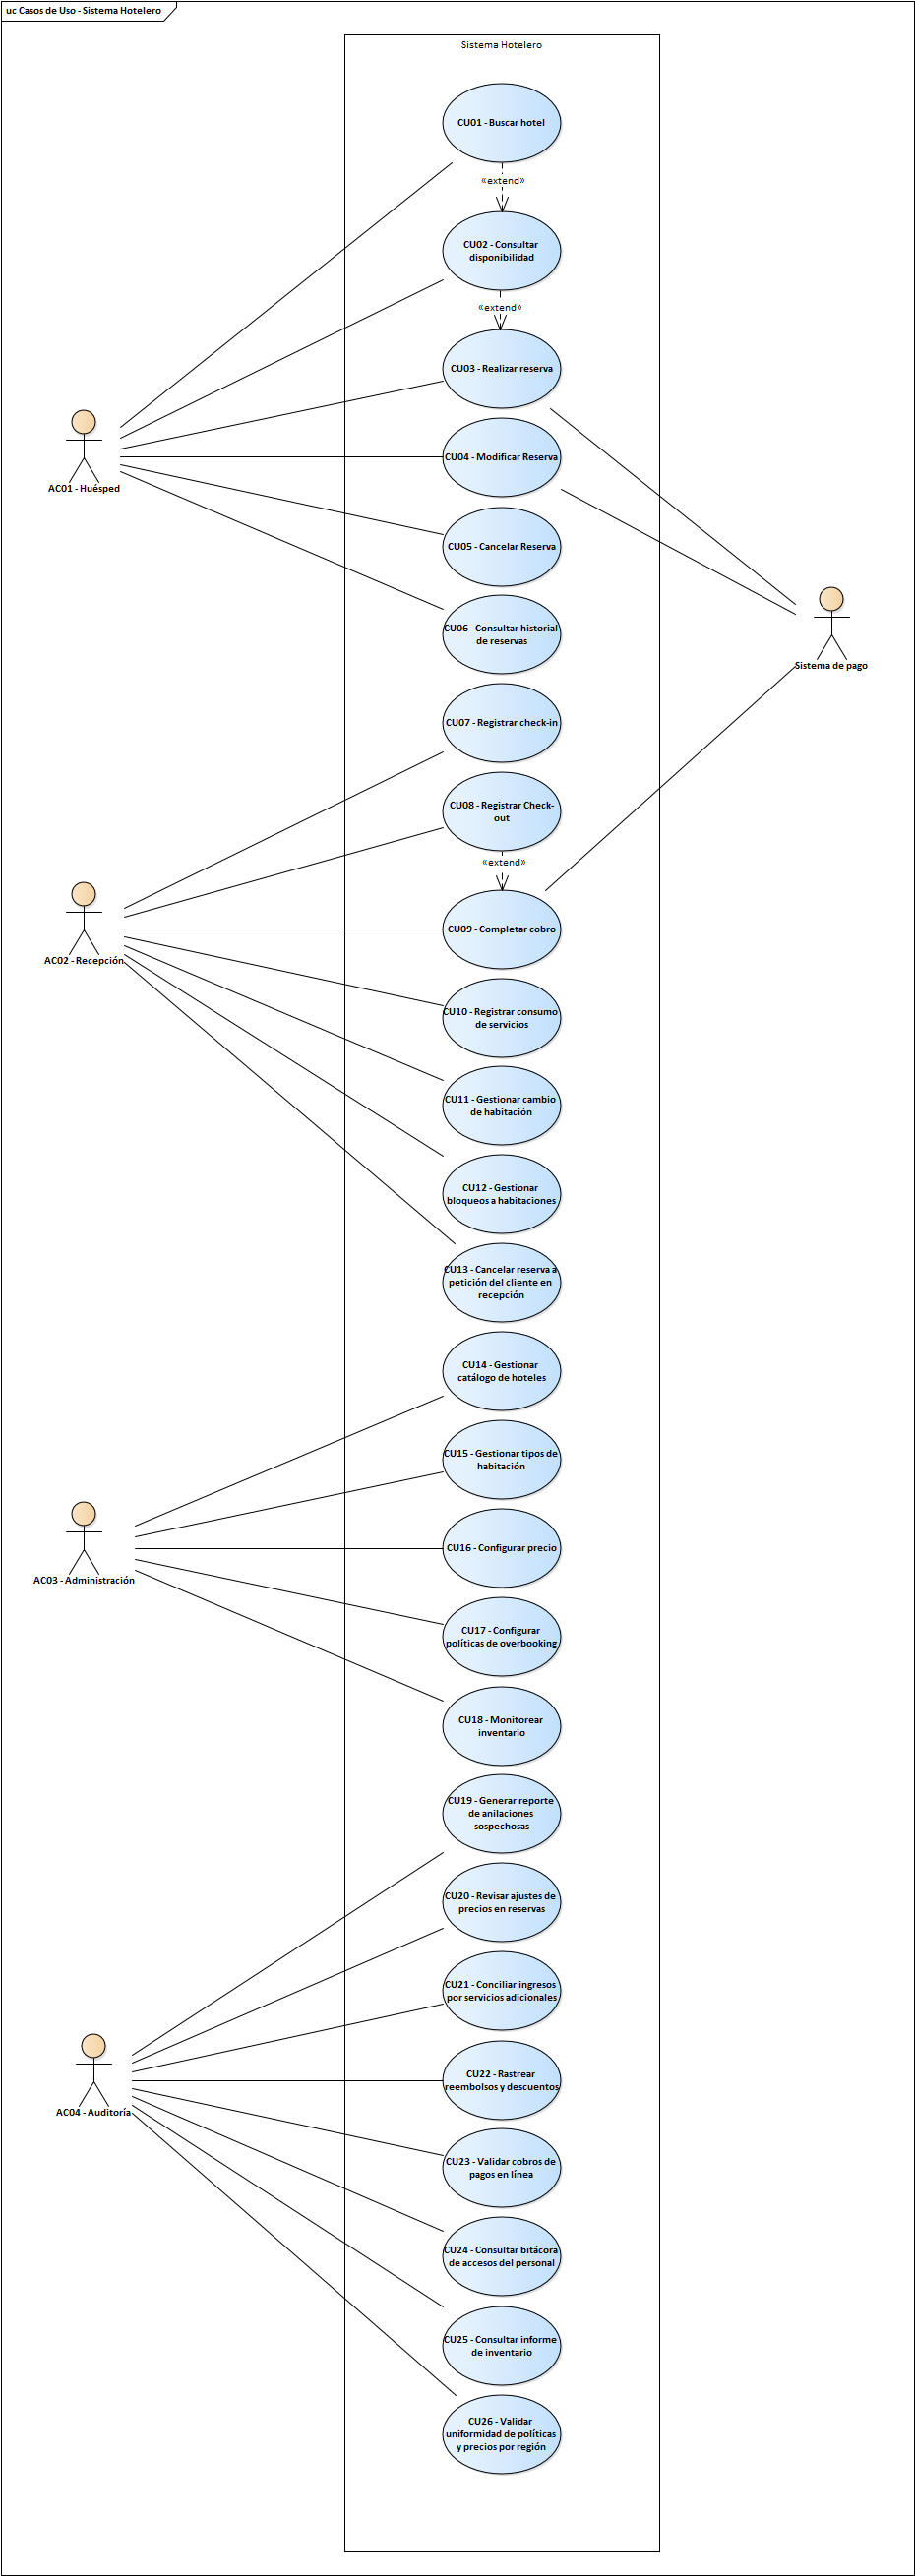 uc Casos de Uso - Sistema Hotelero
Sistema Hotelero
CU01 - Buscar hotel
«extend»
CU02 - Consultar
disponibilidad
«extend»
CU03 - Realizar reserva
CU04 - Modificar Reserva
AC01 - Huésped
CU05 - Cancelar Reserva
CU06 - Consultar historial
de reservas
Sistema de pago
CU07 - Registrar check-in
CU08 - Registrar Check-
out
«extend»
CU09 - Completar cobro
AC02 - Recepción
CU10 - Registrar consumo
de servicios
CU11 - Gestionar cambio
de habitación
CU12 - Gestionar
bloqueos a habitaciones
CU13 - Cancelar reserva a
petición del cliente en
recepción
CU14 - Gestionar
catálogo de hoteles
CU15 - Gestionar tipos de
habitación
CU16 - Configurar precio
AC03 - Administración
CU17 - Configurar
políticas de overbooking
CU18 - Monitorear
inventario
CU19 - Generar reporte
de anilaciones
sospechosas
CU20 - Revisar ajustes de
precios en reservas
CU21 - Conciliar ingresos
por servicios adicionales
CU22 - Rastrear
reembolsos y descuentos
AC04 - Auditoría
CU23 - Validar cobros de
pagos en línea
CU24 - Consultar bitácora
de accesos del personal
CU25 - Consultar informe
de inventario
CU26 - Validar
uniformidad de políticas
y precios por región